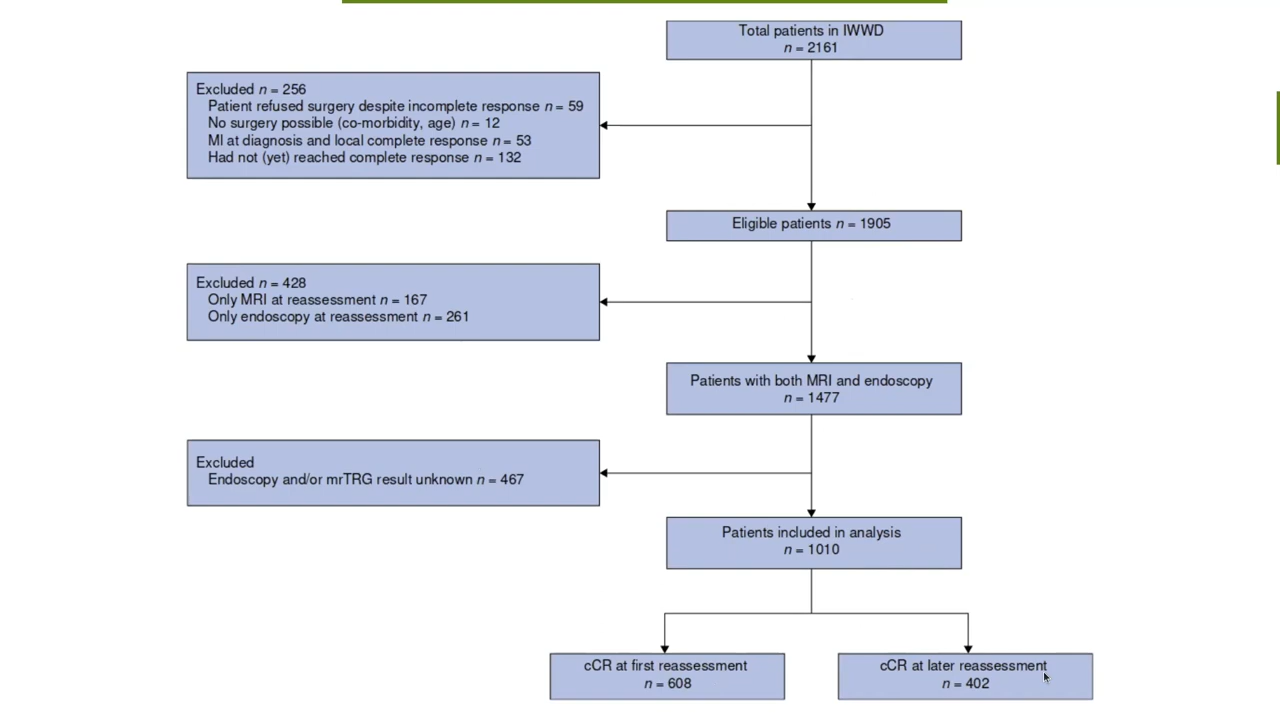 Total patients in IWWD
n = 2161
Excluded n = 256
Patient refused surgery despite incomplete response n = 59
No surgery possible (co-morbidity, age) n = 12
MI at diagnosis and local complete response n = 53
Had not (yet) reached complete response n = 132
Eligible patients n = 1905
Excluded n = 428
Only MRI at reassessment n = 167
Only endoscopy at reassessment n = 261
Patients with both MRI and endoscopy
n = 1477
Excluded
Endoscopy and/or mrTRG result unknown n = 467
Patients included in analysis
n = 1010
cCR at first reassessment
n = 608
cCR at later reassessment
n = 402